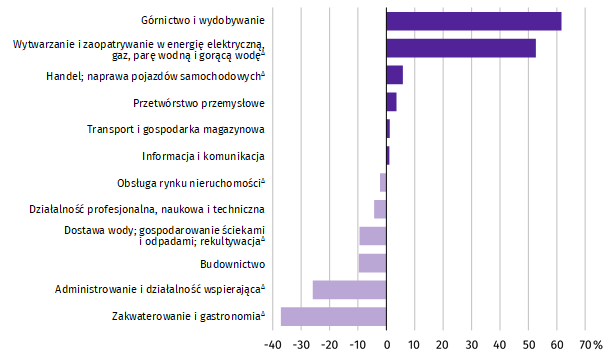 Górnictwo i wydobywanie
Wytwarzanie i zaopatrywanie w energię elektryczną,
gaz, parę wodną i gorącą wodę∆
Handel; naprawa pojazdów samochodowych∆
Przetwórstwo przemysłowe
Transport i gospodarka magazynowa
Informacja i komunikacja
Obsługa rynku nieruchomości∆
Działalność profesjonalna, naukowa i techniczna
Dostawa wody; gospodarowanie ściekami
i odpadami; rekultywacja∆
Budownictwo
Administrowanie i działalność wspierająca∆
Zakwaterowanie i gastronomia∆
-40 -30 -20 -10 0 10 20 30 40 50 60 70 %